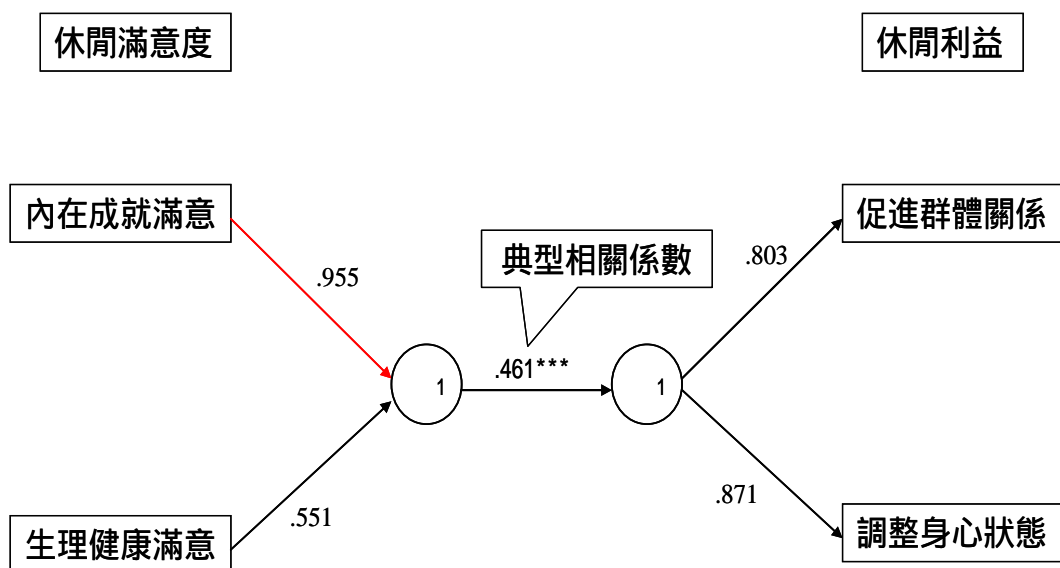 休閒滿意度
休閒利益
內在成就滿意
促進群體關係
.803
典型相關係數
.955
.461***
1
1
.871
.551
生理健康滿意
調整身心狀態